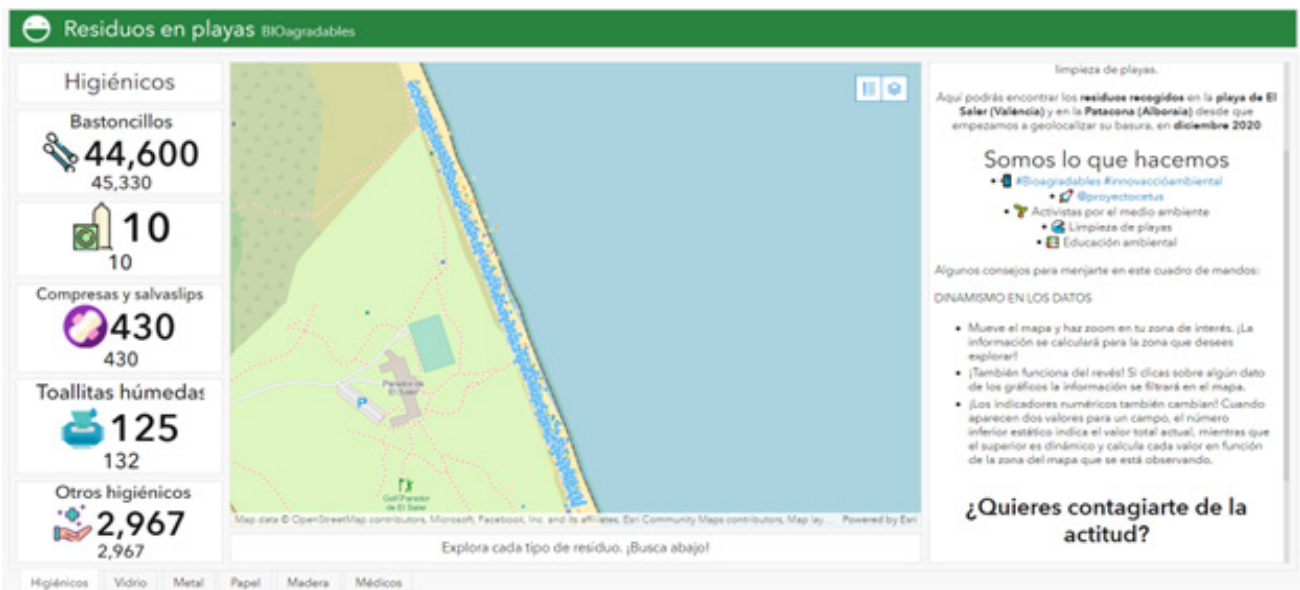 Residuos en playas BIOagradables
Higiénicos
Bastoncillos
44,600
45,330
10
10
Compresas y salvaslips
430
430
Toallitas húmedas
125
132
Otros higiénicos
2,967
2,967
Parador de
El Saler
P
Golf Parador
de El Saler
Map data © OpenStreetMap contributors, Microsoft, Facebook, Inc. and its affiliates, Esri Community Maps contributors, Map lay... Powered by Esri
Explora cada tipo de residuo. ¡Busca abajo!
limpieza de playas.
Aquí podrás encontrar los residuos recogidos en la playa de El
Saler (València) y en la Patacona (Alboraia) desde que
empezamos a geolocalizar su basura, en diciembre 2020
Somos lo que hacemos
• #Bioagradables #innovaccióambiental
• @proyectocetus
• Activistas por el medio ambiente
• Limpieza de playas
• Educación ambiental
Algunos consejos para menjarte en este cuadro de mandos:
DINAMISMO EN LOS DATOS
• Mueve el mapa y haz zoom en tu zona de interés. ¡La
información se calculará para la zona que desees
explorar!
• ¡También funciona del revés! Si clicas sobre algún dato
de los gráficos la información se filtrará en el mapa.
• ¡Los indicadores numéricos también cambian! Cuando
aparecen dos valores para un campo, el número
inferior estático indica el valor total actual, mientras que
el superior es dinámico y calcula cada valor en función
de la zona del mapa que se está observando.
¿Quieres contagiarte de la
actitud?
Higiénicos Vidrio Metal Papel Madera Médicos